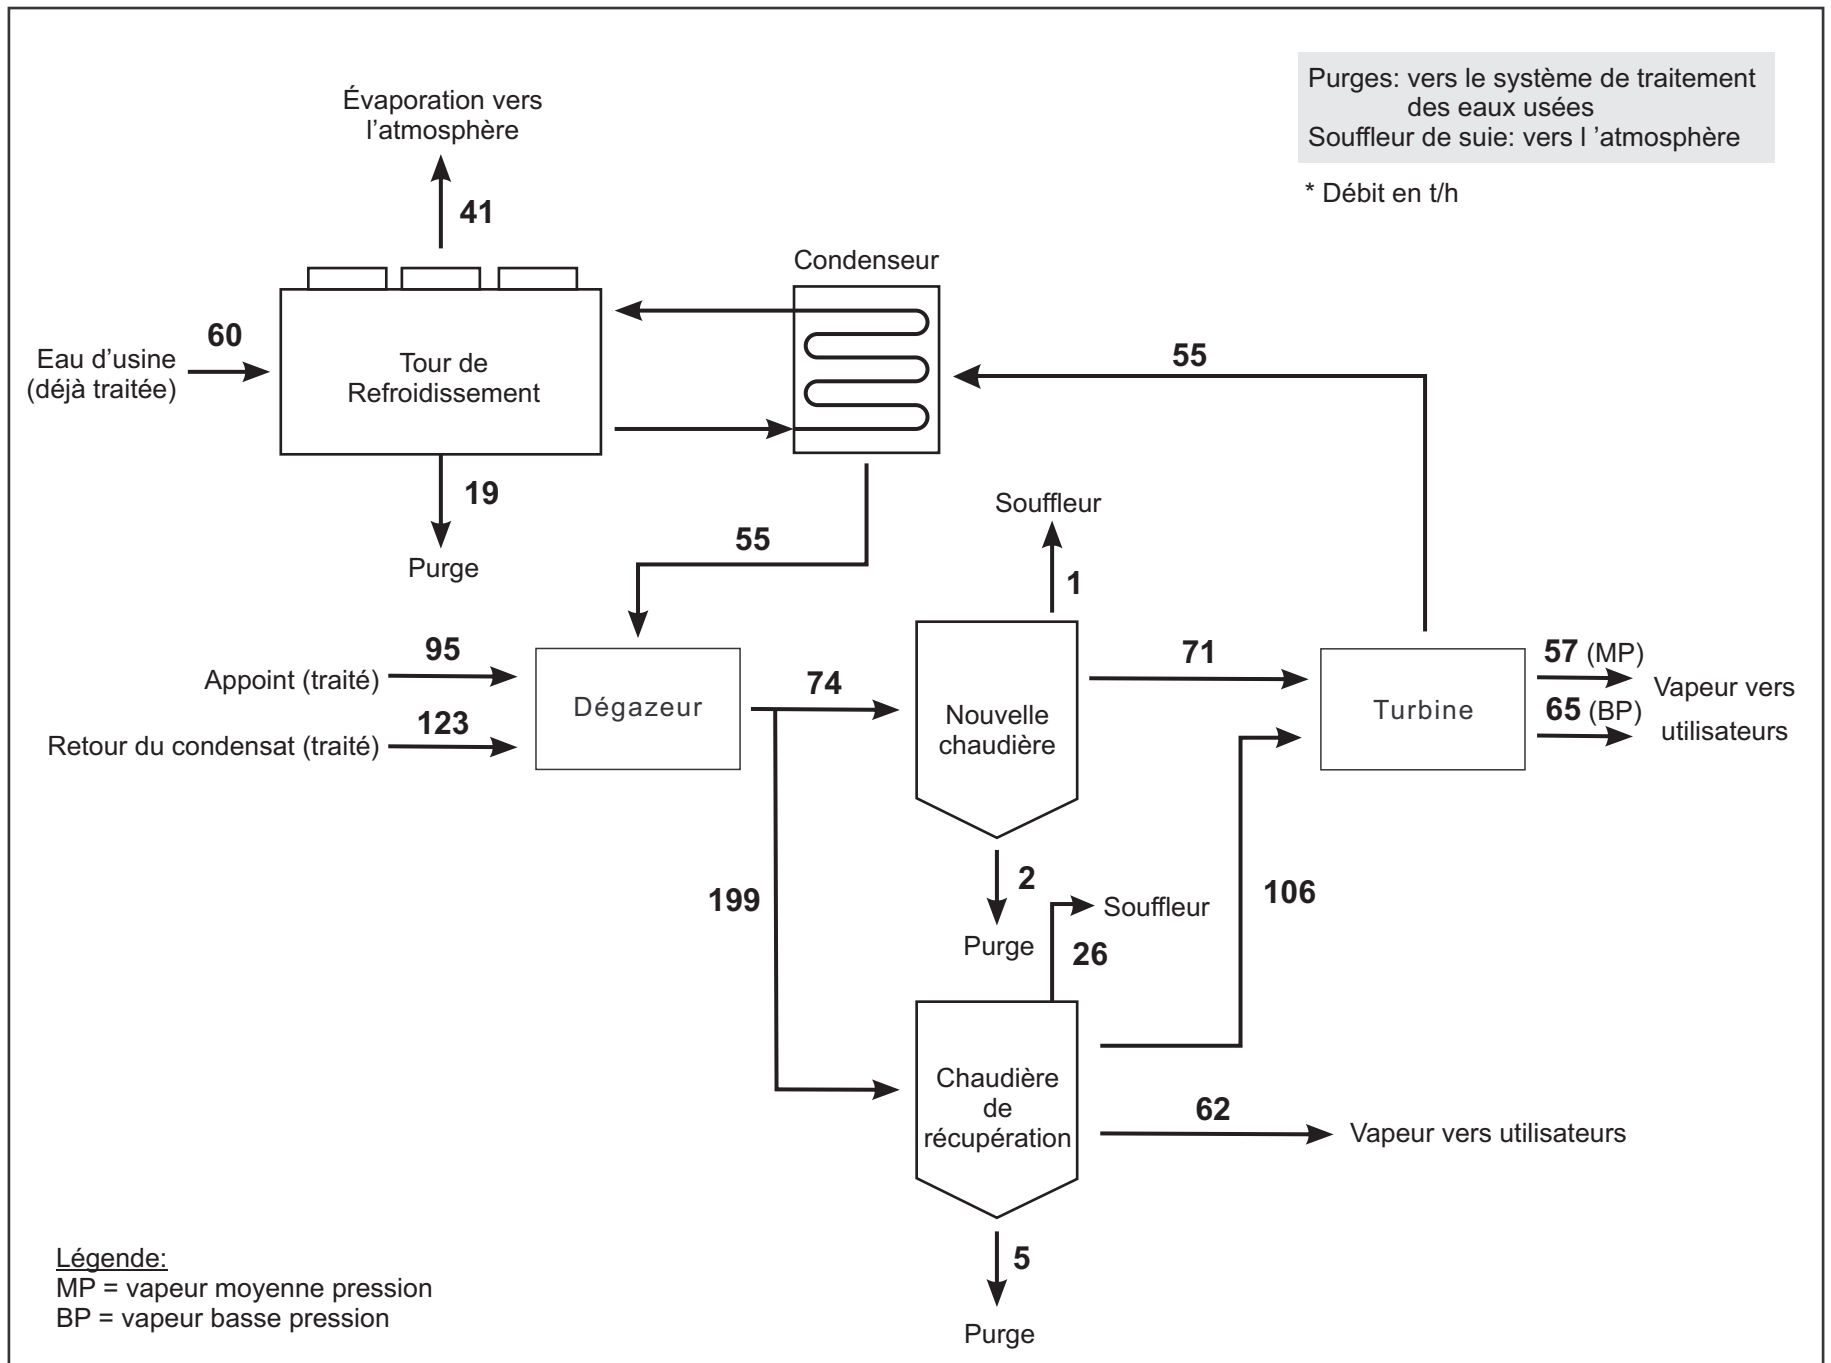 Purges: vers le système de traitement
des eaux usées
Souffleur de suie: vers l 'atmosphère
* Débit en t/h
Évaporation vers
l'atmosphère
41
Condenseur
60
Eau d'usine
(déjà traitée)
Tour de
Refroidissement
55
19
Purge
55
Souffleur
1
95
Appoint (traité)
123
Retour du condensat (traité)
Dégazeur
74
Nouvelle
chaudière
71
Turbine
57 (MP)
65 (BP)
Vapeur vers
utilisateurs
199
2
Purge
26
Souffleur
106
Chaudière
de
récupération
62
Vapeur vers utilisateurs
5
Purge
Légende:
MP = vapeur moyenne pression
BP = vapeur basse pression